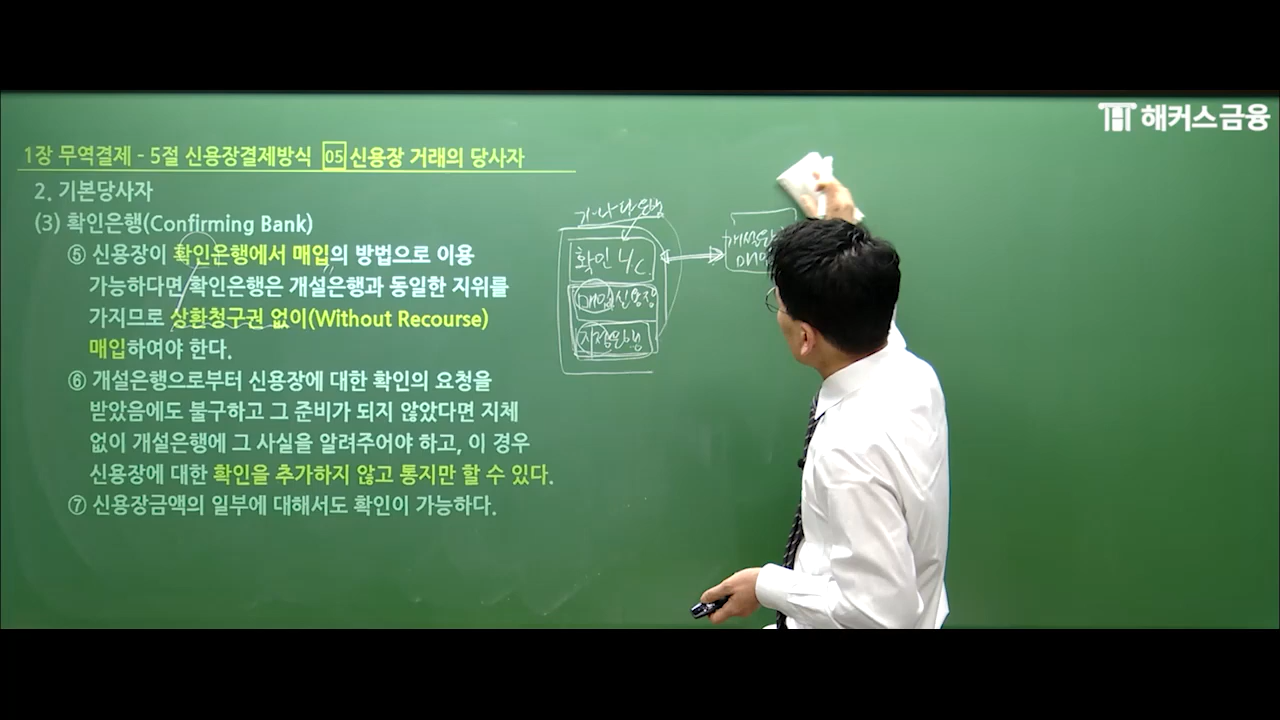 해커스금융
1장 무역결제 - 5절 신용장결제방식 05 신용장 거래의 당사자
2. 기본당사자
(3) 확인은행(Confirming Bank)
⑤ 신용장이 확인은행에서 매입의 방법으로 이용
가능하다면 확인은행은 개설은행과 동일한 지위를
가지므로 상환청구권 없이(Without Recourse)
매입하여야 한다.
⑥ 개설은행으로부터 신용장에 대한 확인의 요청을
받았음에도 불구하고 그 준비가 되지 않았다면 지체
없이 개설은행에 그 사실을 알려주어야 하고, 이 경우
신용장에 대한 확인을 추가하지 않고 통지만 할 수 있다.
⑦ 신용장금액의 일부에 대해서도 확인이 가능하다.
가나다은행
확인 L/C
매입신용장
지정은행
매입